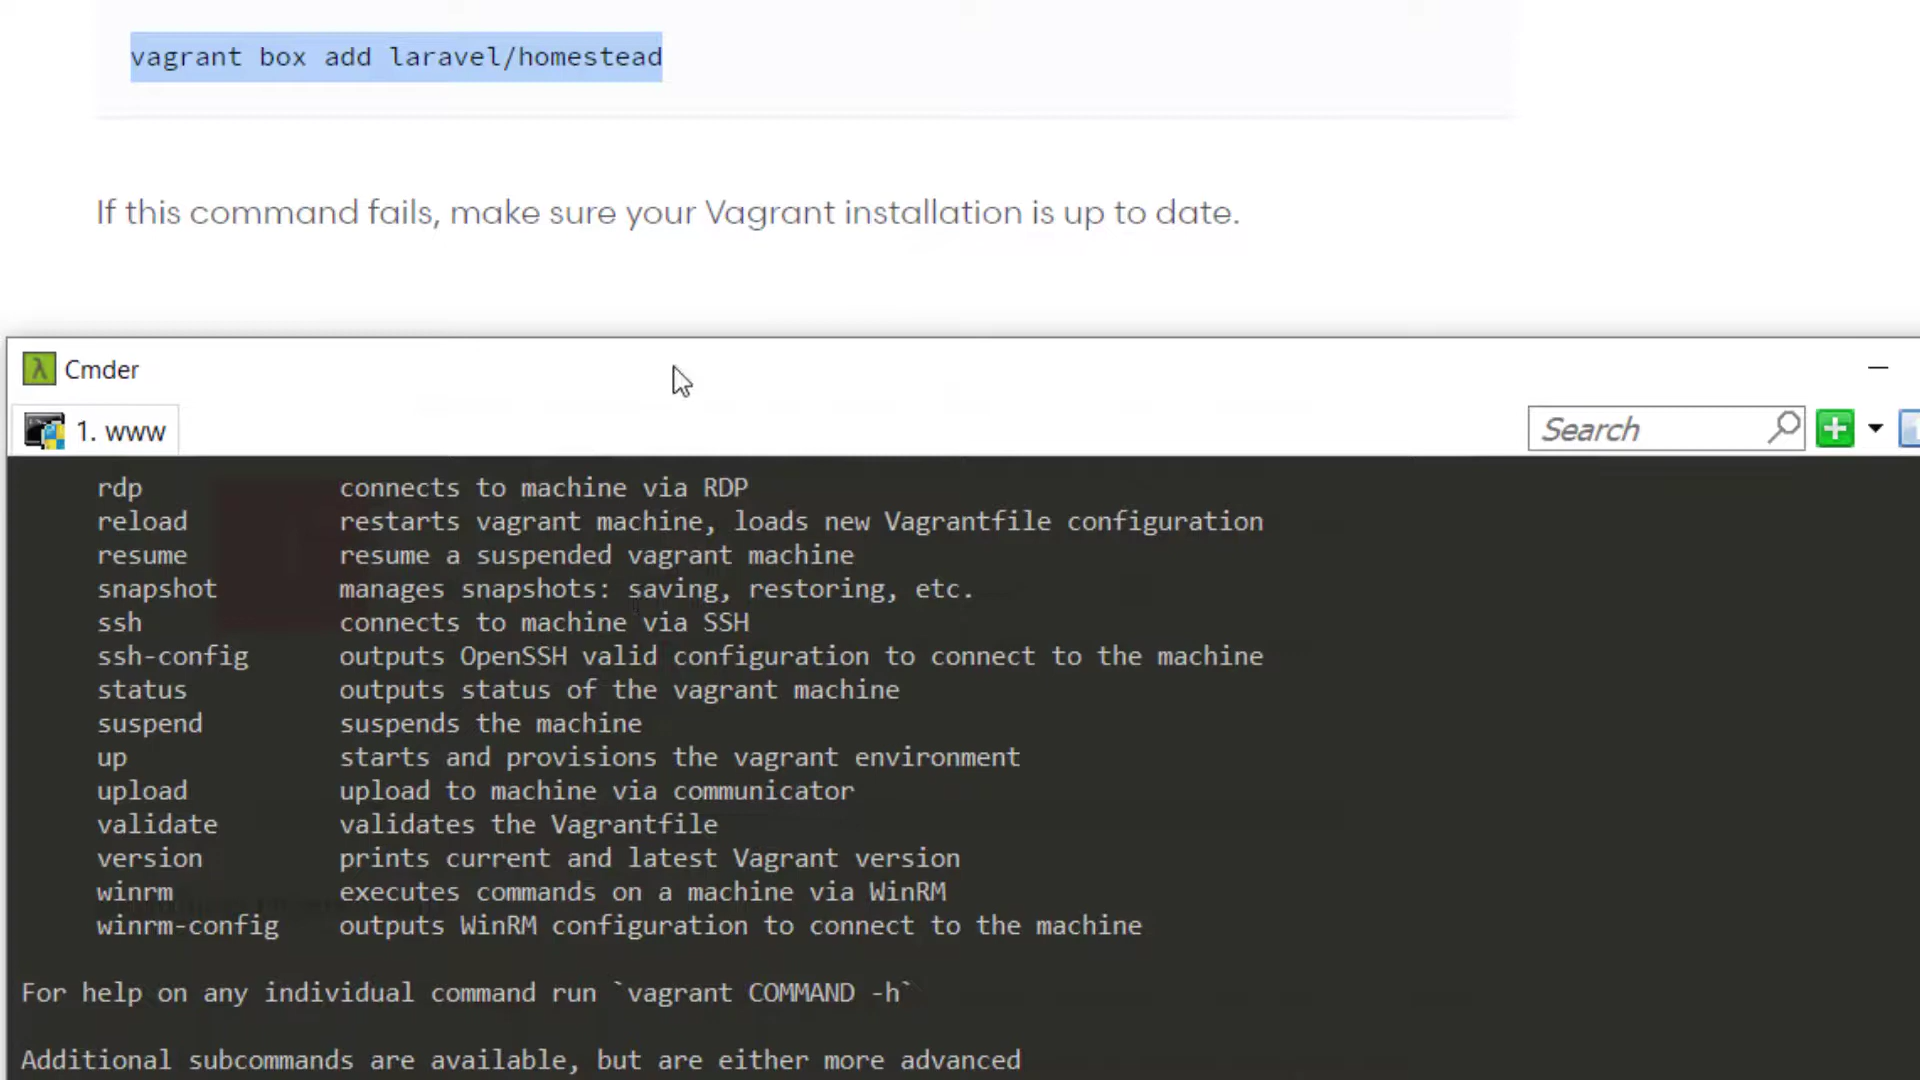 vagrant box add laravel/homestead
If this command fails, make sure your Vagrant installation is up to date.
Cmder
1. www
Search
rdp connects to machine via RDP
reload restarts vagrant machine, loads new Vagrantfile configuration
resume resume a suspended vagrant machine
snapshot manages snapshots: saving, restoring, etc.
ssh connects to machine via SSH
ssh-config outputs OpenSSH valid configuration to connect to the machine
status outputs status of the vagrant machine
suspend suspends the machine
up starts and provisions the vagrant environment
upload upload to machine via communicator
validate validates the Vagrantfile
version prints current and latest Vagrant version
winrm executes commands on a machine via WinRM
winrm-config outputs WinRM configuration to connect to the machine
For help on any individual command run `vagrant COMMAND -h`
Additional subcommands are available, but are either more advanced